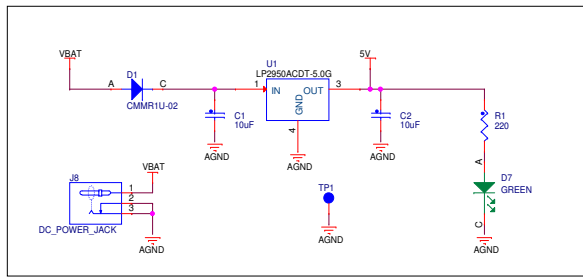 VBAT
D1
A
C
CMMR1U-02
U1
LP2950ACDT-5.0G
1
IN
OUT
3
GND
4
AGND
C1
10uF
AGND
5V
C2
10uF
AGND
R1
220
A
D7
GREEN
C
AGND
J8
VBAT
1
2
3
DC_POWER_JACK
AGND
TP1
AGND